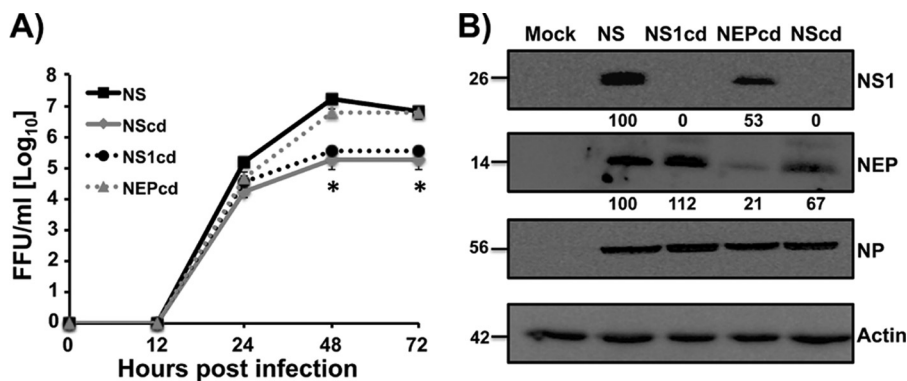 A)
8
7
6
5
4
3
2
1
0
FFU/ml [Log10]
NS
NScd
NS1cd
NEPcd
* *
0 12 24 48 72
Hours post infection
B)
Mock NS NS1cd NEPcd NScd
26 NS1
100 0 53 0
14 NEP
100 112 21 67
56 NP
42 Actin